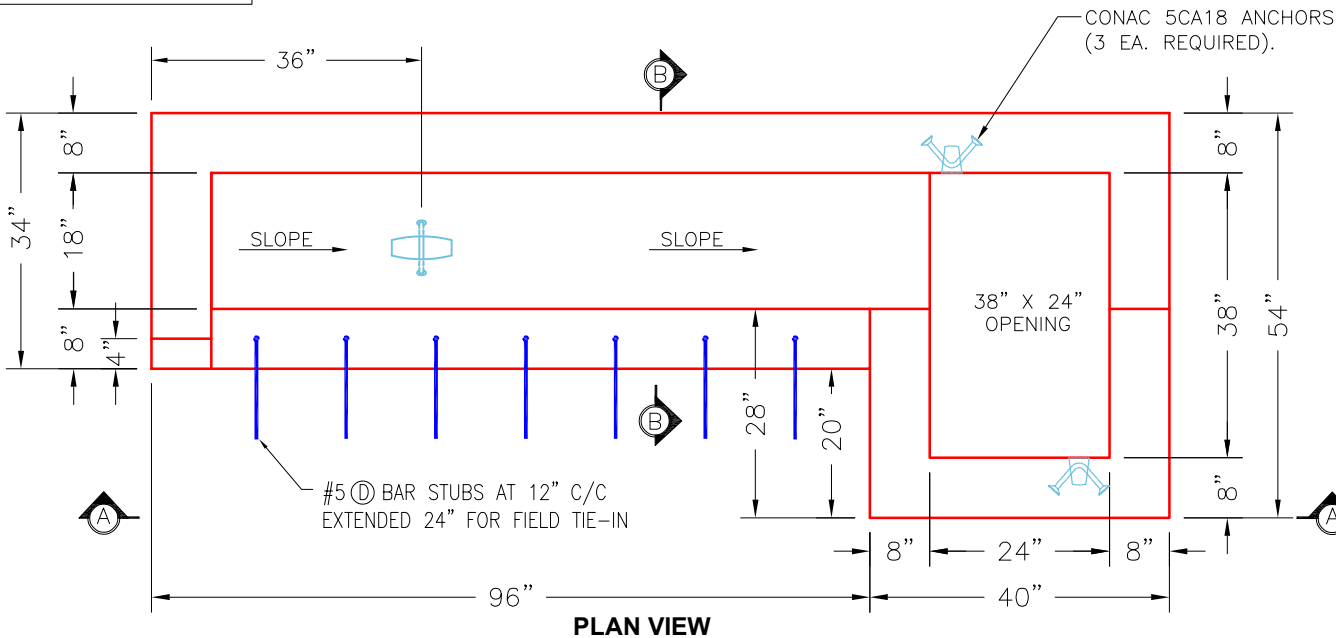 CONAC 5CA18 ANCHORS
(3 EA. REQUIRED).
36”
B
8”
8”
34”
18”
SLOPE
SLOPE
38” X 24”
OPENING
38”
54”
8”
4”
28”
20”
B
#5 D BAR STUBS AT 12” C/C
EXTENDED 24” FOR FIELD TIE–IN
8”
A
A
8”
24”
8”
96”
40”
PLAN VIEW